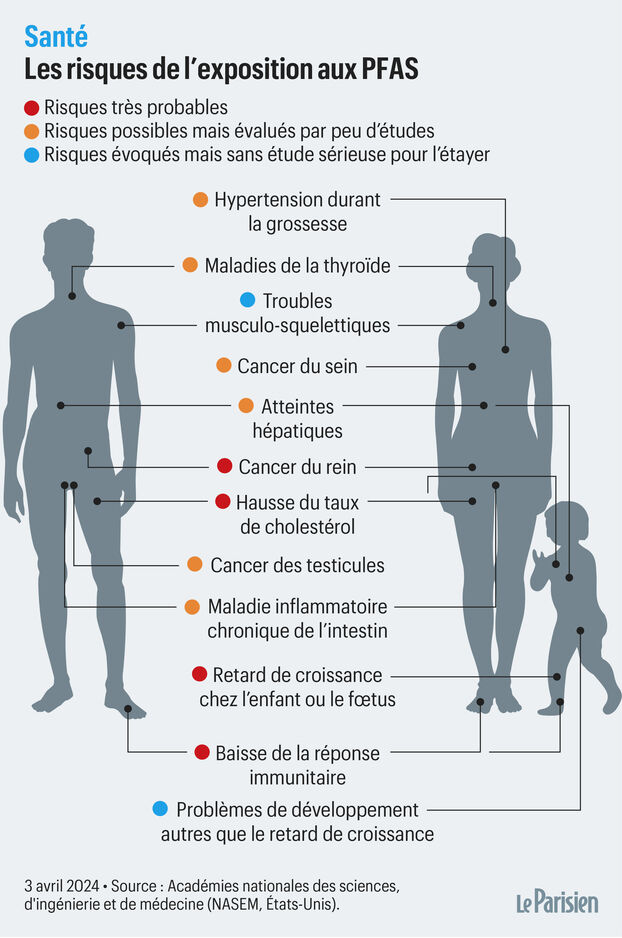 Santé
Les risques de l'exposition aux PFAS
Risques très probables
Risques possibles mais évalués par peu d'études
Risques évoqués mais sans étude sérieuse pour l'étayer
Hypertension durant
la grossesse
Maladies de la thyroïde
Troubles
musculo-squelettiques
Cancer du sein
Atteintes
hépatiques
Cancer du rein
Hausse du taux
de cholestérol
Cancer des testicules
Maladie inflammatoire
chronique de l'intestin
Retard de croissance
chez l'enfant ou le fœtus
Baisse de la réponse
immunitaire
Problèmes de développement
autres que le retard de croissance
3 avril 2024 • Source : Académies nationales des sciences,
d'ingénierie et de médecine (NASEM, États-Unis).
Le Parisien